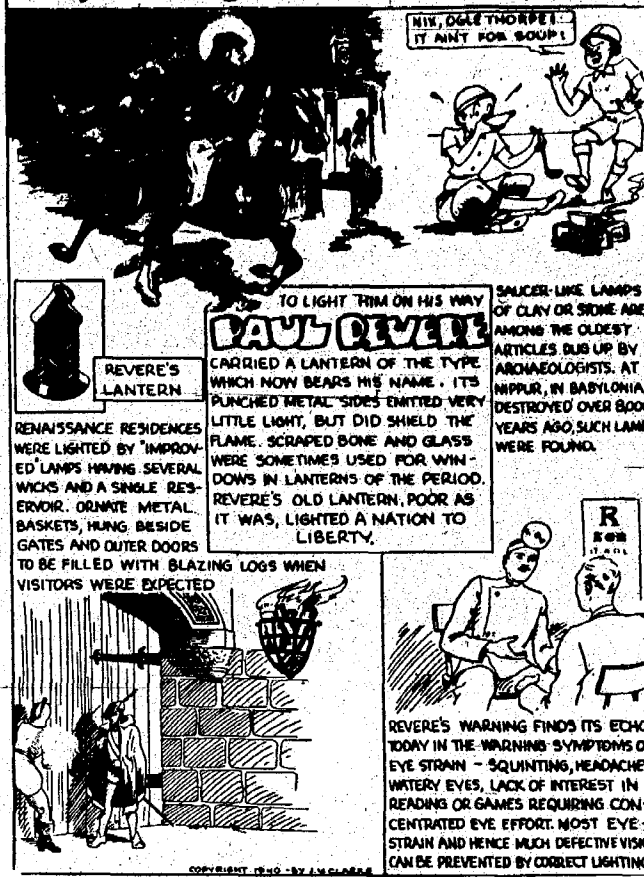 NIX, OGLETHORPE!
IT AIN'T FOR SOUP!
TO LIGHT HIM ON HIS WAY
PAUL REVERE
CARRIED A LANTERN OF THE TYPE
WHICH NOW BEARS HIS NAME. ITS
PUNCHED METAL SIDES EMITTED VERY
LITTLE LIGHT, BUT DID SHIELD THE
FLAME. SCRAPED BONE AND GLASS
WERE SOMETIMES USED FOR WIN-
DOWS IN LANTERNS OF THE PERIOD.
REVERE'S OLD LANTERN, POOR AS
IT WAS, LIGHTED A NATION TO
LIBERTY.
SAUCER-LIKE LAMPS
OF CLAY OR STONE ARE
AMONG THE OLDEST
ARTICLES DUG UP BY
ARCHAEOLOGISTS. AT
NIPPUR, IN BABYLONIA
DESTROYED OVER 8000
YEARS AGO, SUCH LAM
WERE FOUND.
REVERE'S
LANTERN
RENAISSANCE RESIDENCES
WERE LIGHTED BY "IMPROV-
ED" LAMPS HAVING SEVERAL
WICKS AND A SINGLE RES-
ERVOIR. ORNATE METAL
BASKETS, HUNG BESIDE
GATES AND OUTER DOORS
TO BE FILLED WITH BLAZING LOGS WHEN
VISITORS WERE EXPECTED
R
REVERE'S WARNING FINDS ITS ECHO
TODAY IN THE WARNING SYMPTOMS O
EYE STRAIN - SQUINTING, HEADACHE
WATERY EYES, LACK OF INTEREST IN
READING OR GAMES REQUIRING CON-
CENTRATED EYE EFFORT. MOST EYE-
STRAIN AND HENCE MUCH DEFECTIVE VISI
CAN BE PREVENTED BY CORRECT LIGHTING
COPYRIGHT 1940 - BY J.V. CLARKE